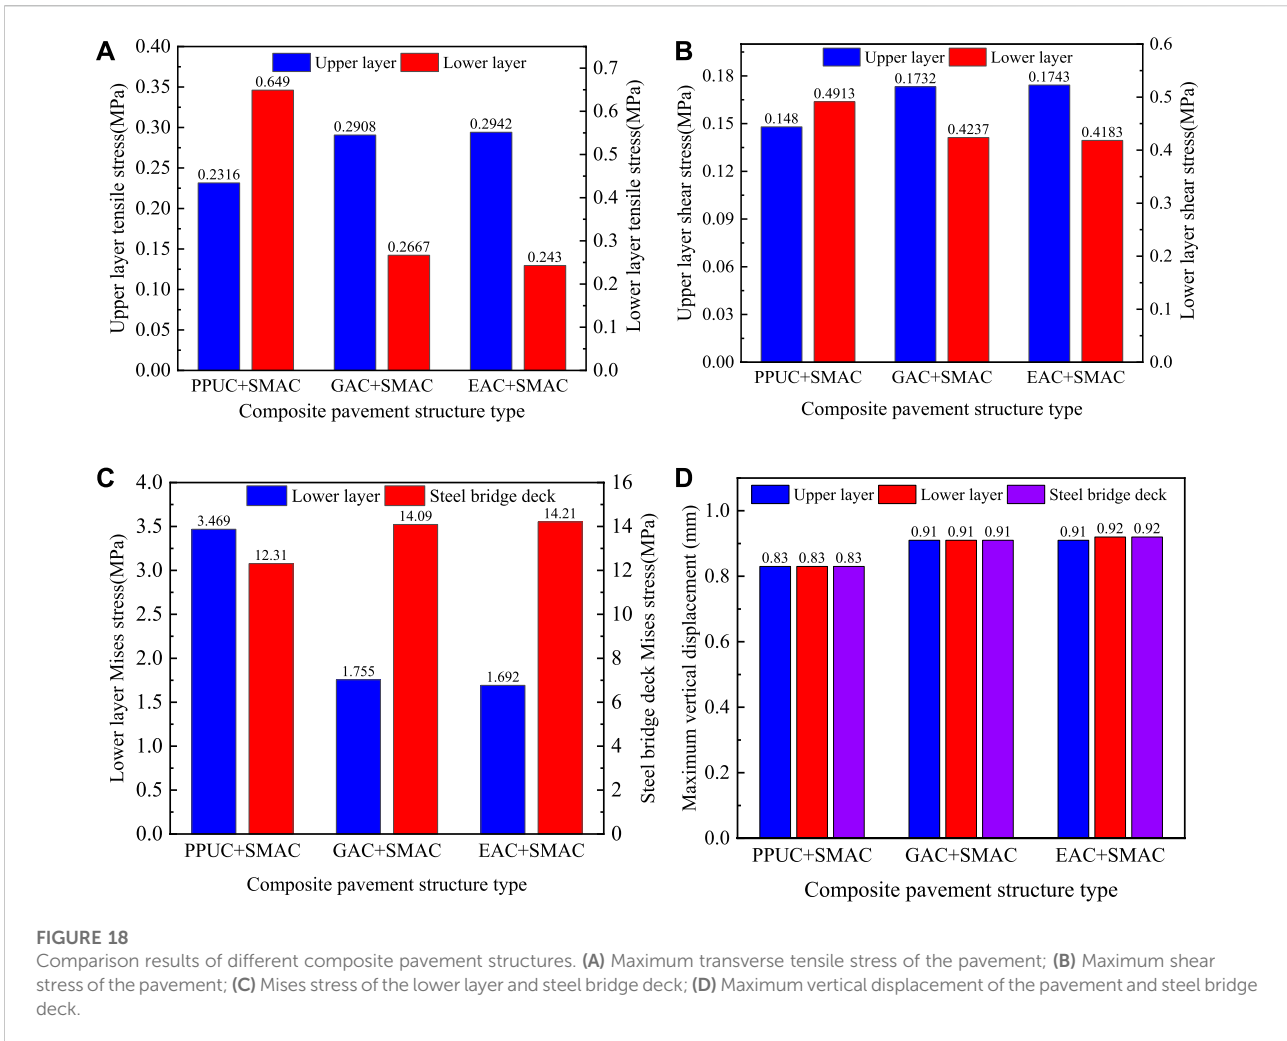 A
Upper layer
Lower layer
0.40
0.35
0.30
0.25
0.20
0.15
0.10
0.05
0.00
Upper layer tensile stress(MPa)
0.2316
0.649
0.2908
0.2667
0.2942
0.243
0.7
0.6
0.5
0.4
0.3
0.2
0.1
0.0
Lower layer tensile stress(MPa)
PPUC+SMAC
GAC+SMAC
EAC+SMAC
Composite pavement structure type
B
Upper layer
Lower layer
0.18
0.15
0.12
0.09
0.06
0.03
0.00
Upper layer shear stress(MPa)
0.148
0.4913
0.1732
0.4237
0.1743
0.4183
0.6
0.5
0.4
0.3
0.2
0.1
0.0
Lower layer shear stress(MPa)
PPUC+SMAC
GAC+SMAC
EAC+SMAC
Composite pavement structure type
C
Lower layer
Steel bridge deck
4.0
3.5
3.0
2.5
2.0
1.5
1.0
0.5
0.0
Lower layer Mises stress(MPa)
3.469
12.31
1.755
14.09
1.692
14.21
16
14
12
10
8
6
4
2
0
Steel bridge deck Mises stress(MPa)
PPUC+SMAC
GAC+SMAC
EAC+SMAC
Composite pavement structure type
D
Upper layer
Lower layer
Steel bridge deck
1.0
0.8
0.6
0.4
0.2
0.0
Maximum vertical displacement (mm)
0.83
0.83
0.83
0.91
0.91
0.91
0.91
0.92
0.92
PPUC+SMAC
GAC+SMAC
EAC+SMAC
Composite pavement structure type
FIGURE 18
Comparison results of different composite pavement structures. (A) Maximum transverse tensile stress of the pavement; (B) Maximum shear
stress of the pavement; (C) Mises stress of the lower layer and steel bridge deck; (D) Maximum vertical displacement of the pavement and steel bridge
deck.